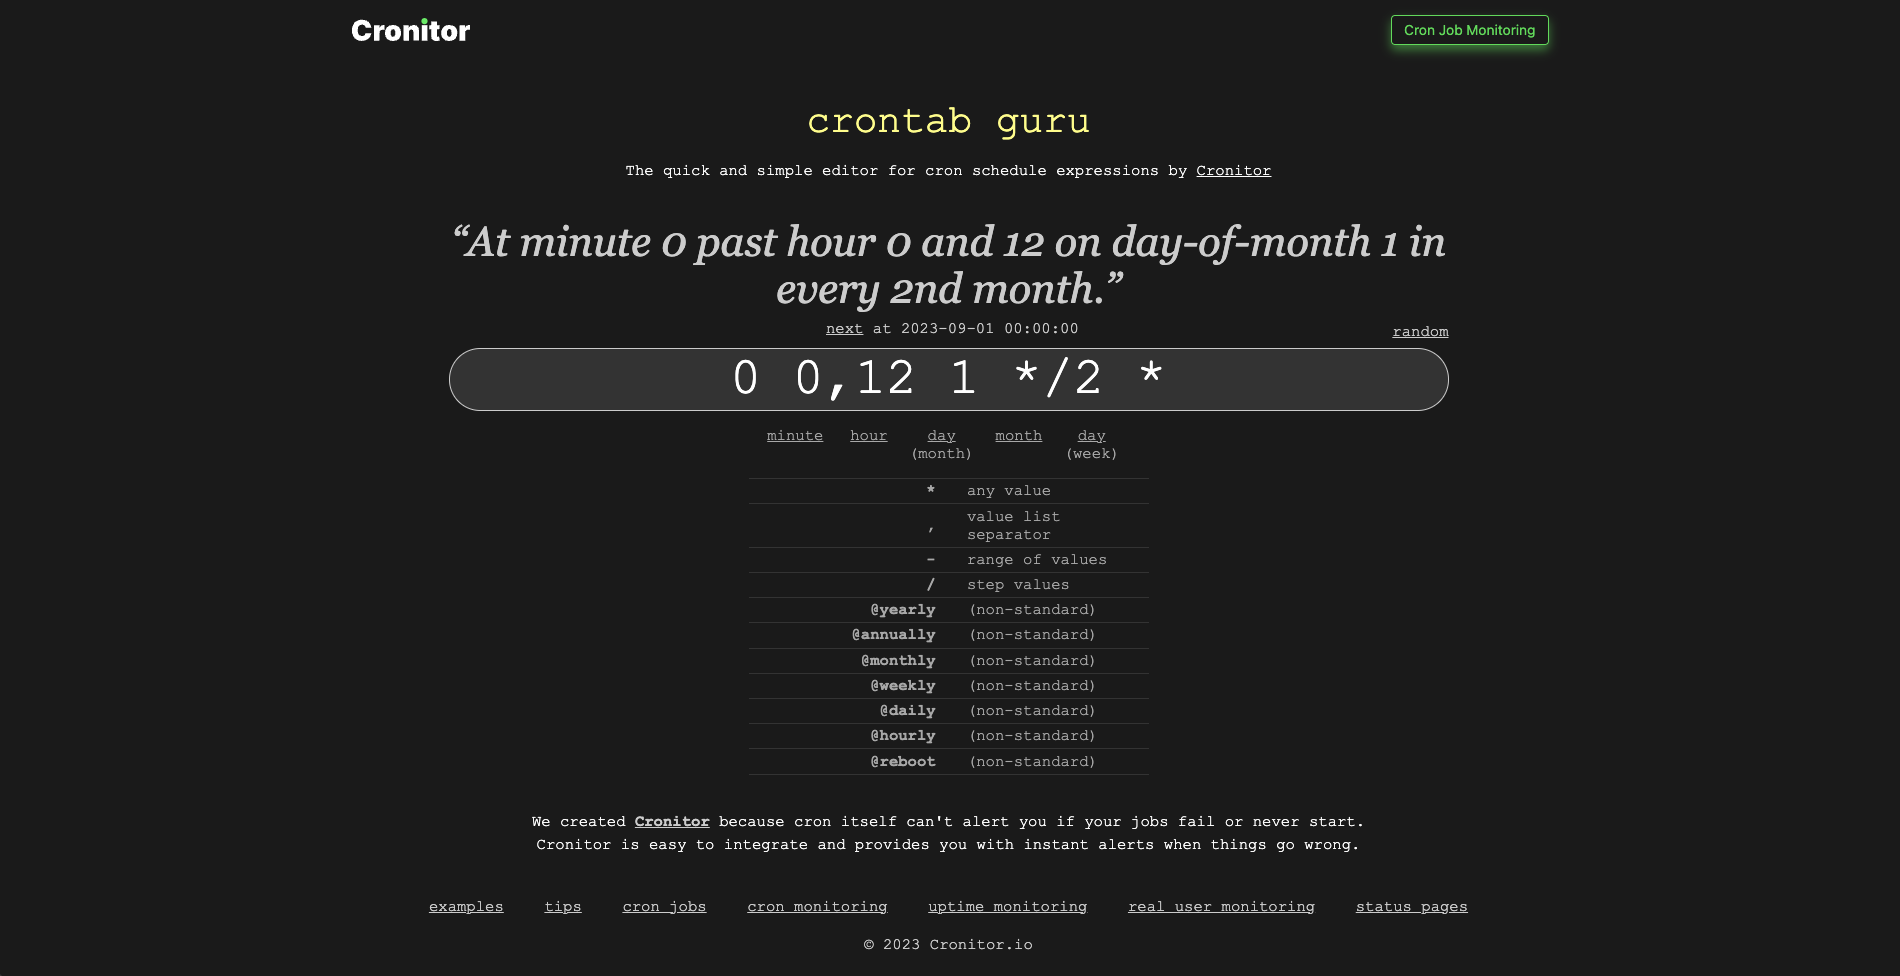 Cronitor
Cron Job Monitoring
crontab guru
The quick and simple editor for cron schedule expressions by Cronitor
“At minute 0 past hour 0 and 12 on day-of-month 1 in
every 2nd month.”
next at 2023-09-01 00:00:00
random
0 0,12 1 */2 *
minute hour day month day
(month) (week)
* any value
, value list
separator
- range of values
/ step values
@yearly (non-standard)
@annually (non-standard)
@monthly (non-standard)
@weekly (non-standard)
@daily (non-standard)
@hourly (non-standard)
@reboot (non-standard)
We created Cronitor because cron itself can't alert you if your jobs fail or never start.
Cronitor is easy to integrate and provides you with instant alerts when things go wrong.
examples tips cron jobs cron monitoring uptime monitoring real user monitoring status pages
© 2023 Cronitor.io